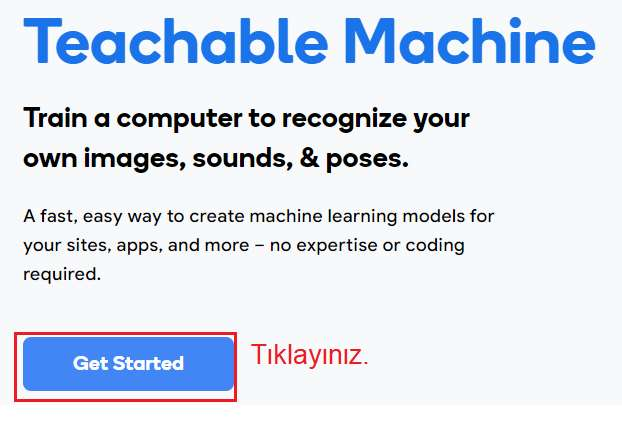 Teachable Machine
Train a computer to recognize your
own images, sounds, & poses.
A fast, easy way to create machine learning models for
your sites, apps, and more – no expertise or coding
required.
Get Started
Tıklayınız.